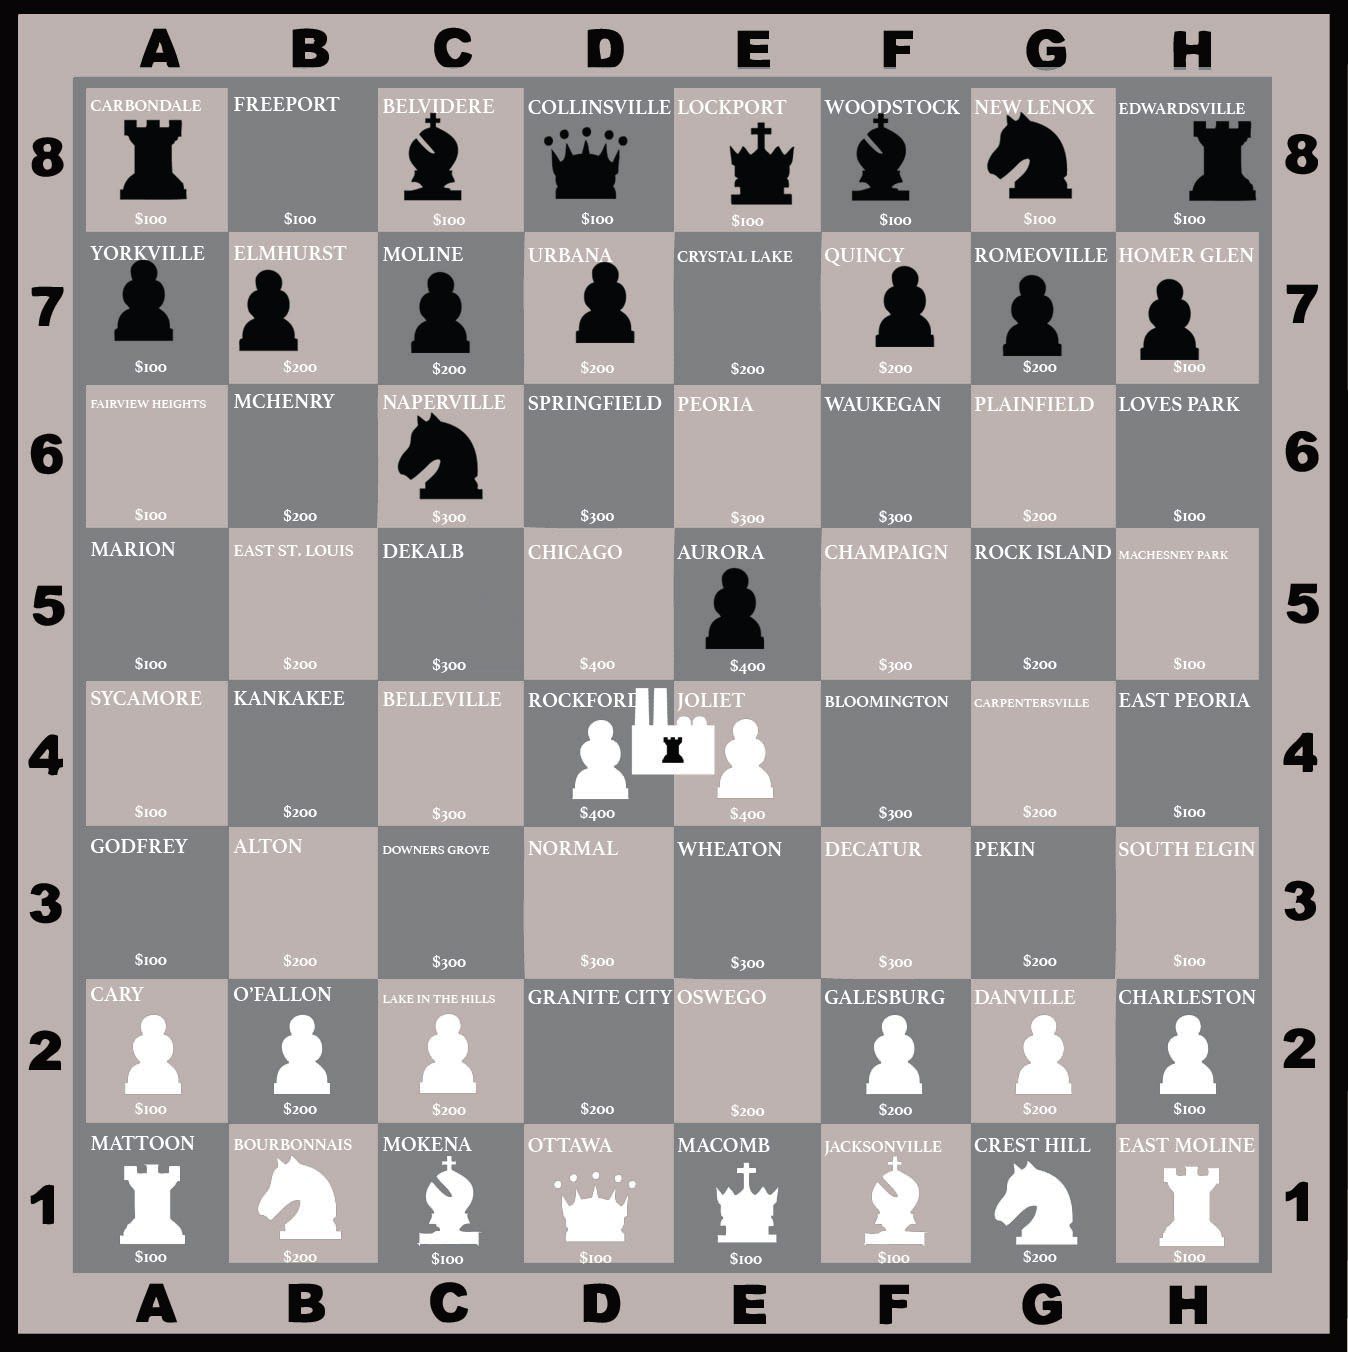 A B C D E F G H
CARBONDALE FREEPORT BELVIDERE COLLINSVILLE LOCKPORT WOODSTOCK NEW LENOX EDWARDSVILLE
8 8
$100 $100 $100 $100 $100 $100 $100 $100
YORKVILLE ELMHURST MOLINE URBANA CRYSTAL LAKE QUINCY ROMEOVILLE HOMER GLEN
7 7
$100 $200 $200 $200 $200 $200 $200 $100
FAIRVIEW HEIGHTS MCHENRY NAPERVILLE SPRINGFIELD PEORIA WAUKEGAN PLAINFIELD LOVES PARK
6 6
$100 $200 $300 $300 $300 $300 $200 $100
MARION EAST ST. LOUIS DEKALB CHICAGO AURORA CHAMPAIGN ROCK ISLAND MACHESNEY PARK
5 5
$100 $200 $300 $400 $400 $300 $200 $100
SYCAMORE KANKAKEE BELLEVILLE ROCKFORD JOLIET BLOOMINGTON CARPENTERSVILLE EAST PEORIA
4 4
$100 $200 $300 $400 $400 $300 $200 $100
GODFREY ALTON DOWNERS GROVE NORMAL WHEATON DECATUR PEKIN SOUTH ELGIN
3 3
$100 $200 $300 $300 $300 $300 $200 $100
CARY O'FALLON LAKE IN THE HILLS GRANITE CITY OSWEGO GALESBURG DANVILLE CHARLESTON
2 2
$100 $200 $200 $200 $200 $200 $200 $100
MATTOON BOURBONNAIS MOKENA OTTAWA MACOMB JACKSONVILLE CREST HILL EAST MOLINE
1 1
$100 $200 $100 $100 $100 $100 $200 $100
A B C D E F G H